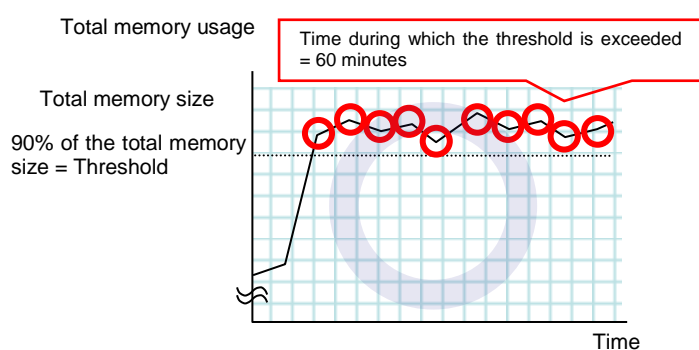 Total memory usage
Time during which the threshold is exceeded
= 60 minutes
Total memory size
90% of the total memory
size = Threshold
Time